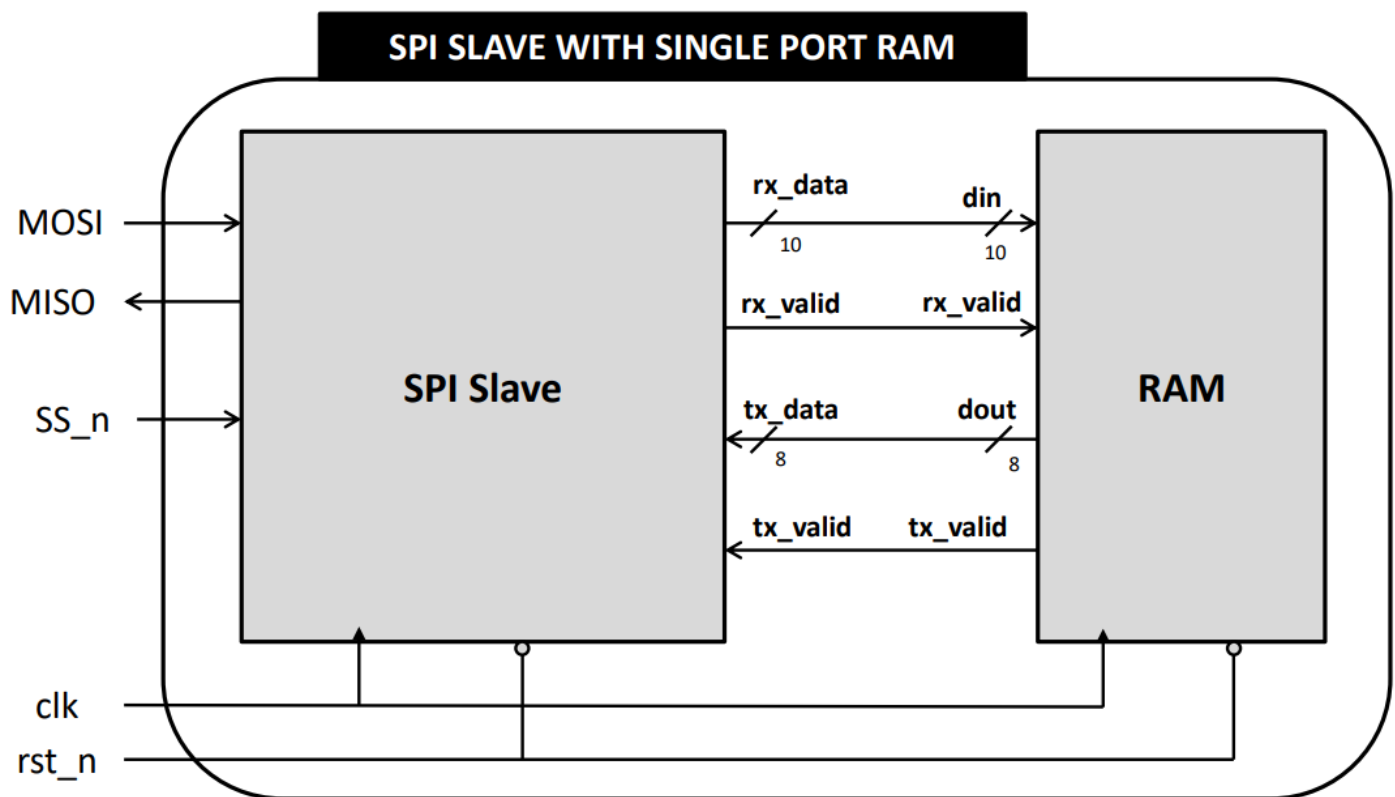 SPI SLAVE WITH SINGLE PORT RAM
rx_data din
MOSI
10 10
MISO
rx_valid rx_valid
SPI Slave RAM
tx_data dout
SS_n
8 8
tx_valid tx_valid
clk
rst_n